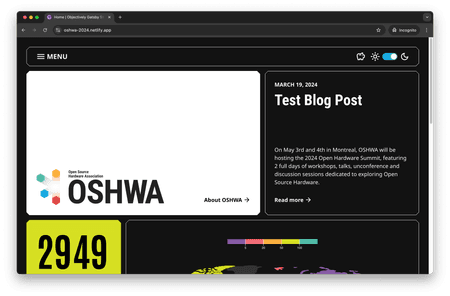 Home | Objectively Gatsby
oshwa-2024.netlify.app
Incognito
MENU
Open Source
Hardware Association
OSHWA
About OSHWA →
MARCH 19, 2024
Test Blog Post
On May 3rd and 4th in Montreal, OSHWA will be
hosting the 2024 Open Hardware Summit, featuring
2 full days of workshops, talks, unconference and
discussion sessions dedicated to exploring Open
Source Hardware.
Read more →
2949